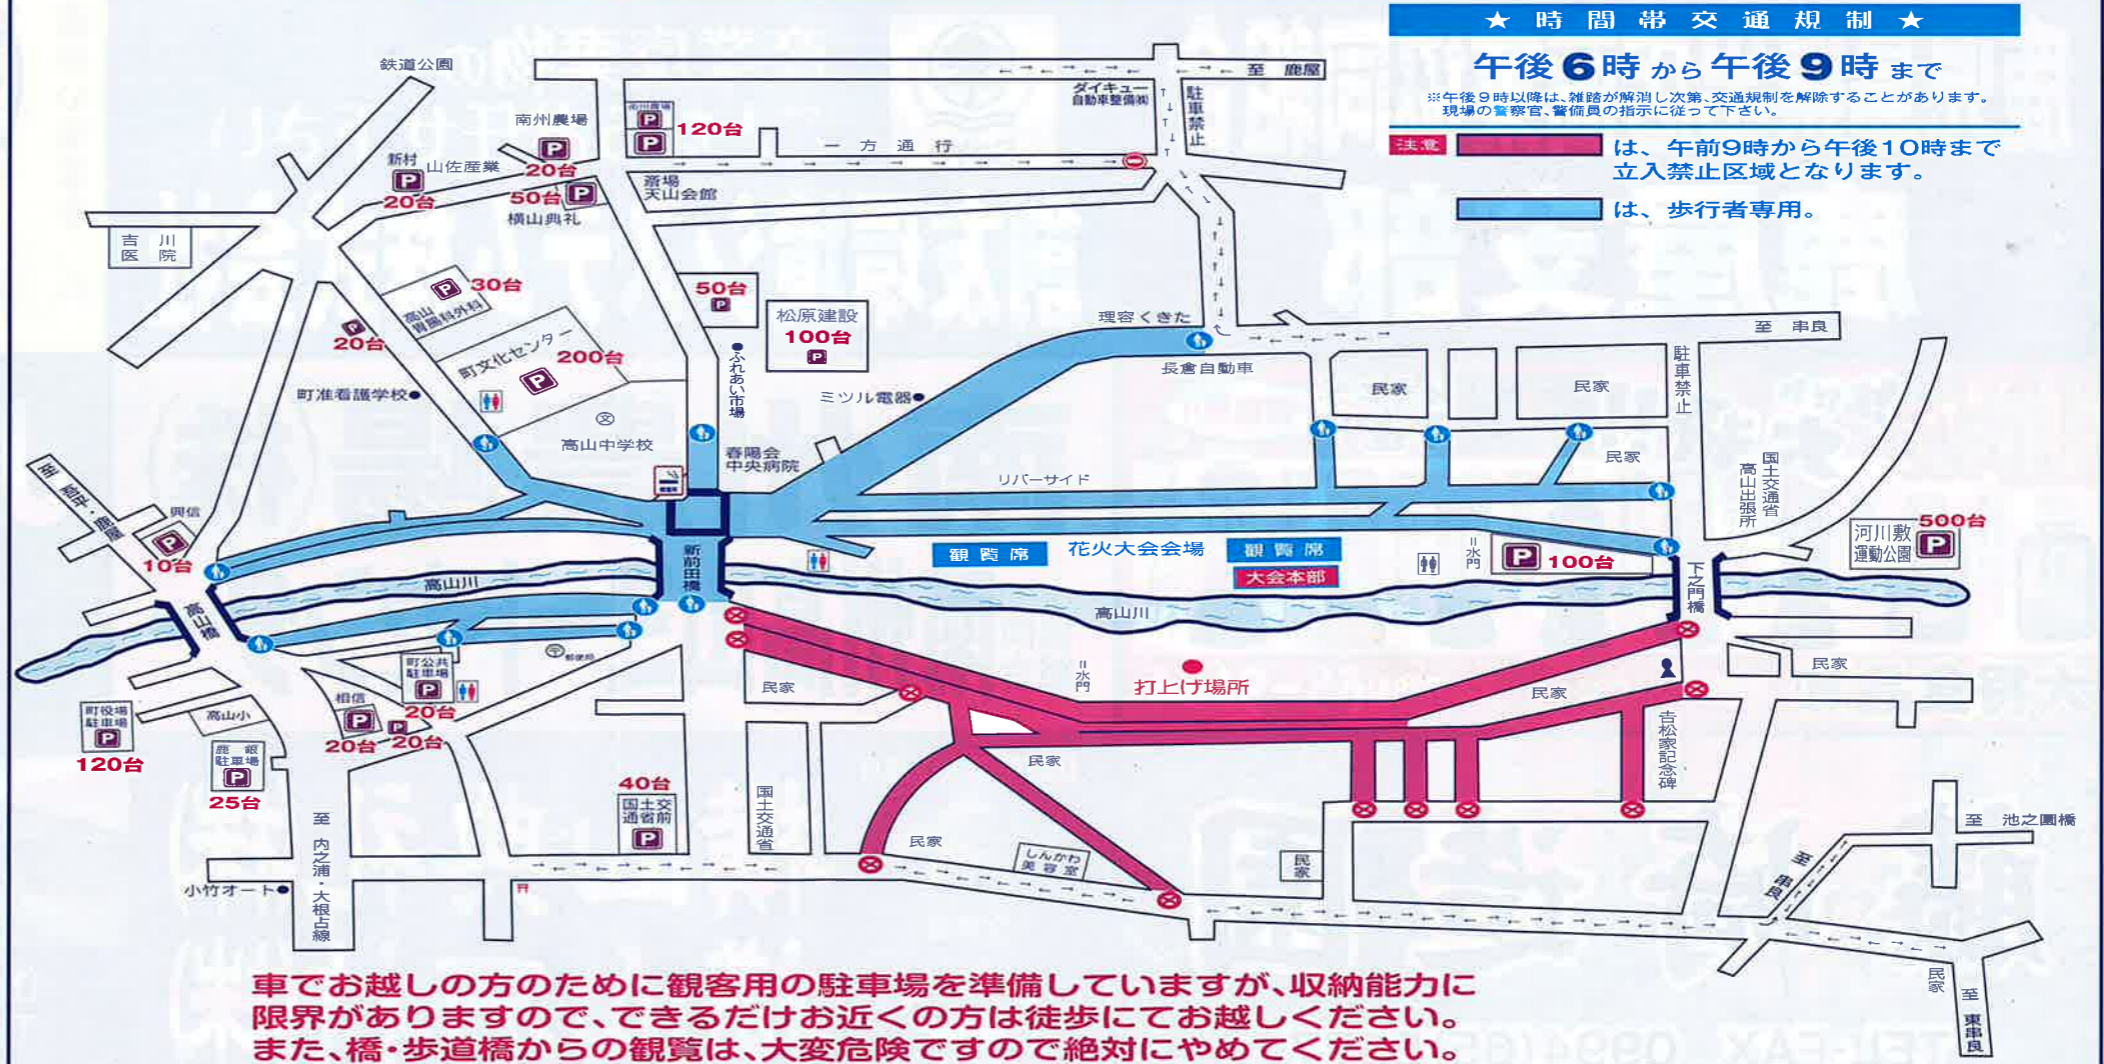 ★ 時間帯交通規制 ★
午後6時から午後9時まで
※午後9時以降は、雑踏が解消し次第、交通規制を解除することがあります。
現場の警察官、警備員の指示に従って下さい。
注意
は、午前9時から午後10時まで
立入禁止区域となります。
は、歩行者専用。
鉄道公園
至 鹿屋
ダイキュー
自動車整備㈱
駐車禁止
南州農場
P
20台
南州農場
P
P
120台
一方通行
新村
P
20台
山佐産業
50台
P
横山典礼
斎場
天山会館
吉川
医院
P
30台
高山
胃腸科外科
P
20台
町文化センター
200台
P
50台
P
松原建設
100台
P
ふれあい市場
理容くきた
長倉自動車
至 串良
民家
民家
駐車禁止
町准看護学校
文
高山中学校
ミツル電器
春陽会
中央病院
リバーサイド
民家
国土交通省
高山出張所
興信
P
10台
新前田橋
観覧席
花火大会会場
観覧席
大会本部
水門
P
100台
下之門橋
河川敷
運動公園
P
500台
高山川
高山橋
高山川
町公共
駐車場
P
20台
相信
P
20台
P
20台
民家
水門
打上げ場所
民家
民家
町役場
駐車場
P
120台
高山小
鹿銀
駐車場
P
25台
吉松家記念碑
民家
40台
国土交
通省前
P
国土交通省
民家
しんかわ
美容室
民家
至 串良
至 池之園橋
小竹オート
至 内之浦・大根占線
民家
至 東串良
車でお越しの方のために観客用の駐車場を準備していますが、収納能力に
限界がありますので、できるだけお近くの方は徒歩にてお越しください。
また、橋・歩道橋からの観覧は、大変危険ですので絶対にやめてください。